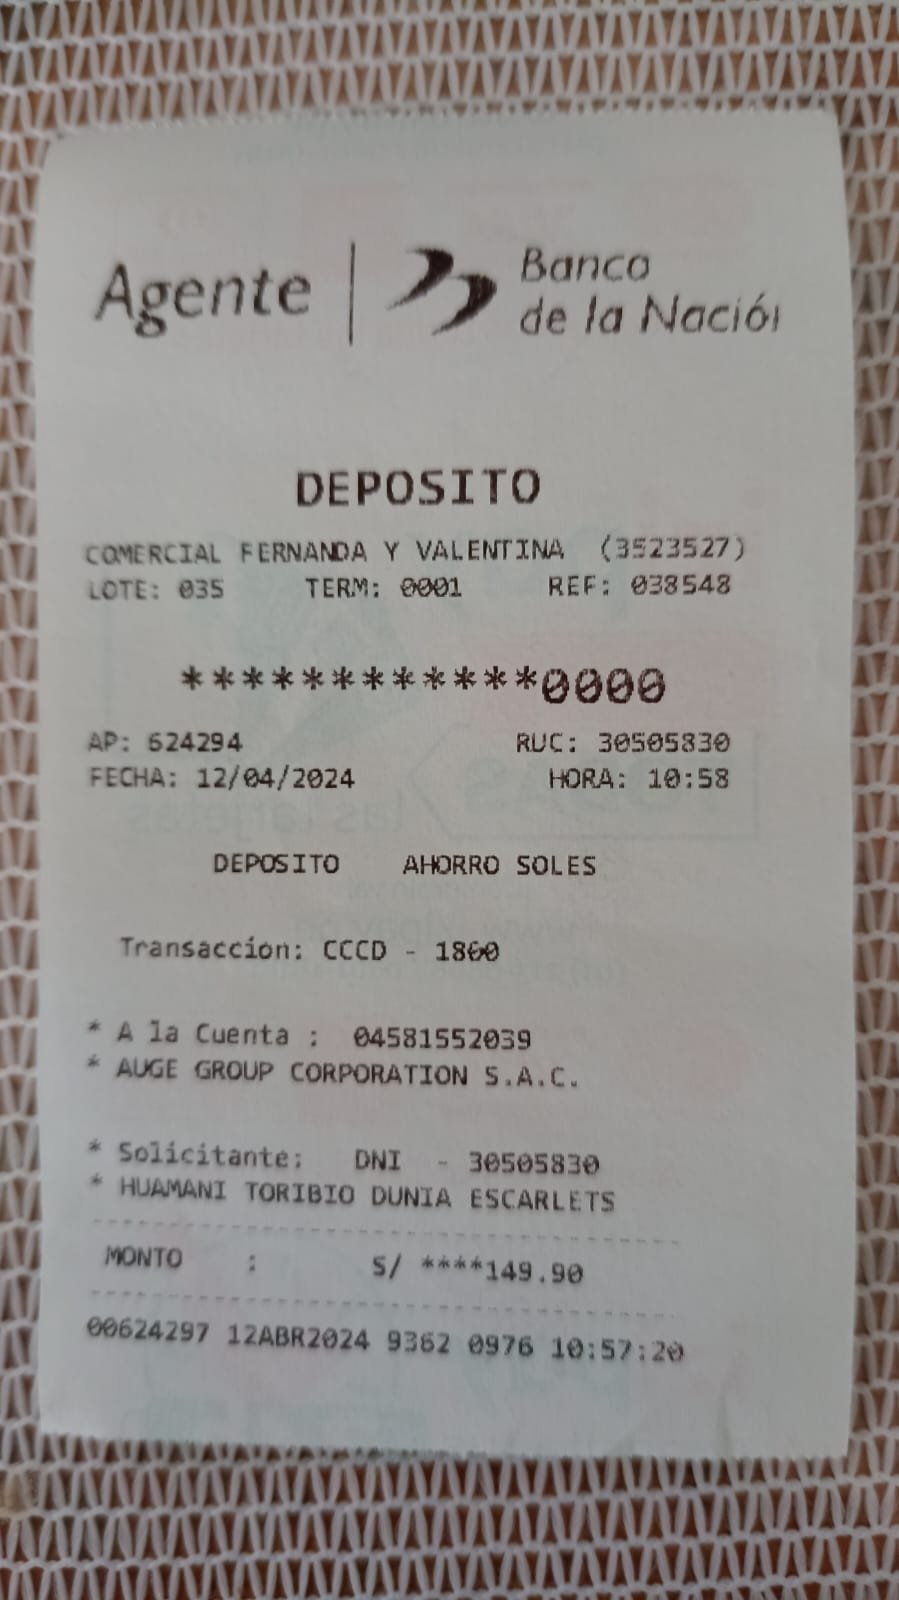 Agente | Banco
de la Nació
DEPOSITO
COMERCIAL FERNANDA Y VALENTINA (3523527)
LOTE: 035 TERM: 0001 REF: 038548
************0000
AP: 624294 RUC: 30505830
FECHA: 12/04/2024 HORA: 10:58
DEPOSITO AHORRO SOLES
Transaccion: CCCD - 1860
* A la Cuenta : 04581552039
* AUGE GROUP CORPORATION S.A.C.
* Solicitante: DNI - 30505830
* HUAMANI TORIBIO DUNIA ESCARLETS
MONTO : S/ ****149.90
00624297 12ABR2024 9362 0976 10:57:20